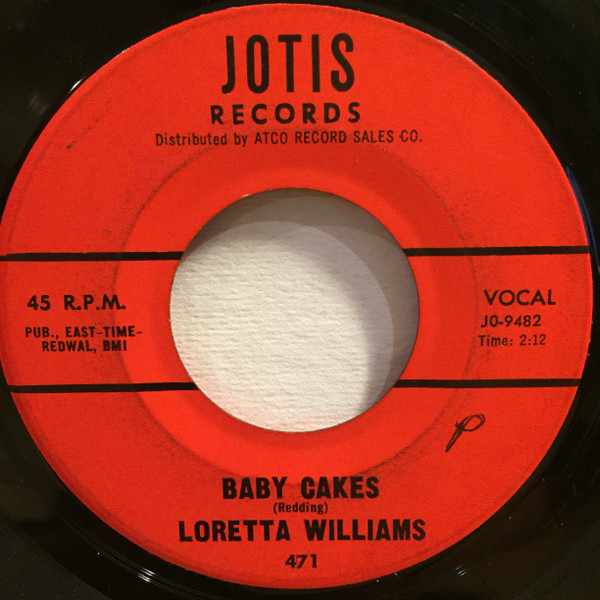 JOTIS
RECORDS
Distributed by ATCO RECORD SALES CO.
45 R.P.M.
PUB., EAST-TIME-
REDWAL, BMI
VOCAL
JO-9482
Time: 2:12
P
BABY CAKES
(Redding)
LORETTA WILLIAMS
471